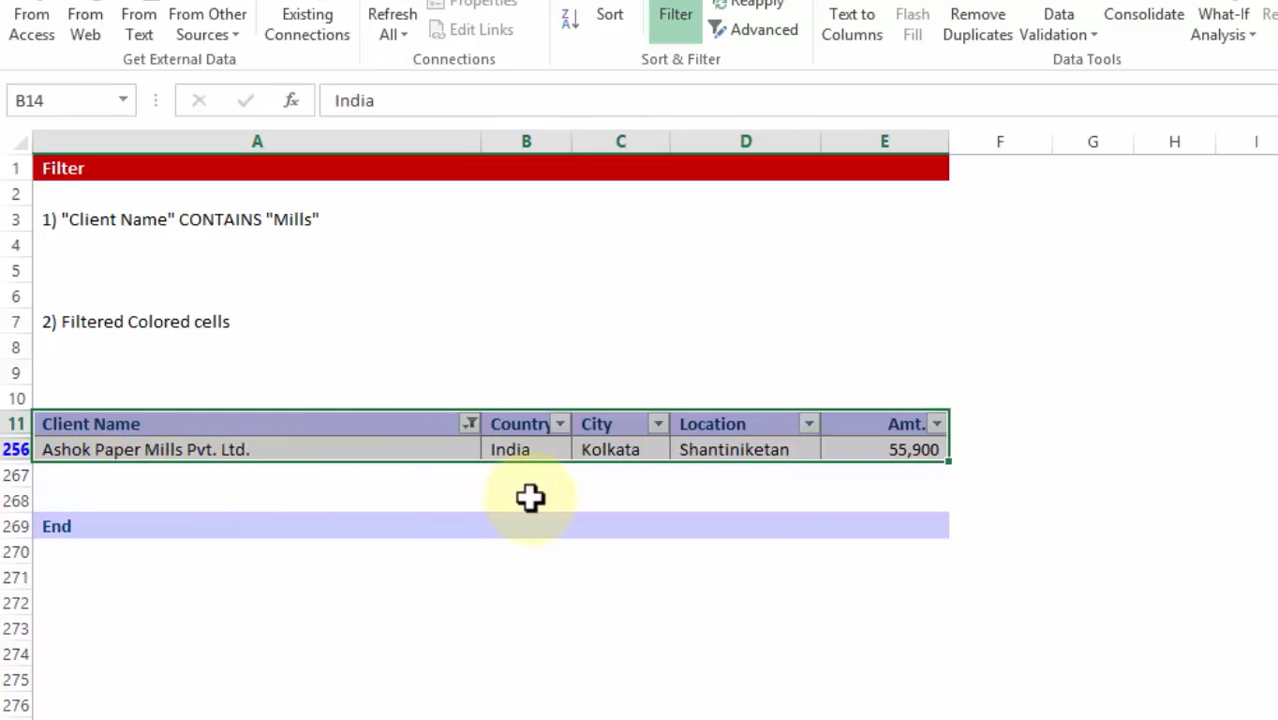 From Access
From Web
From Text
From Other Sources
Existing Connections
Refresh All
Properties
Edit Links
Sort
Filter
Reapply
Advanced
Text to Columns
Flash Fill
Remove Duplicates
Data Validation
Consolidate
What-If Analysis
Get External Data
Connections
Sort & Filter
Data Tools
B14
fx
India
A B C D E F G H I
1 Filter
2
3 1) "Client Name" CONTAINS "Mills"
4
5
6
7 2) Filtered Colored cells
8
9
10
11 Client Name Country City Location Amt.
256 Ashok Paper Mills Pvt. Ltd. India Kolkata Shantiniketan 55,900
267
268
269 End
270
271
272
273
274
275
276